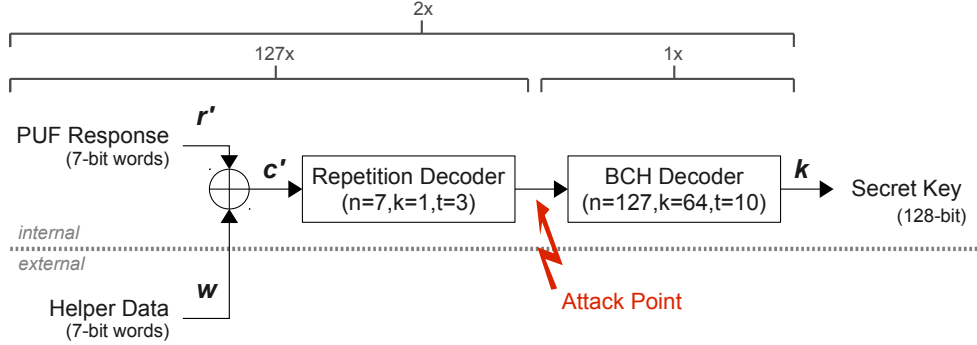 2x
127x
1x
r'
PUF Response
(7-bit words)
c'
Repetition Decoder
(n=7,k=1,t=3)
BCH Decoder
(n=127,k=64,t=10)
k
Secret Key
(128-bit)
internal
external
w
Helper Data
(7-bit words)
Attack Point